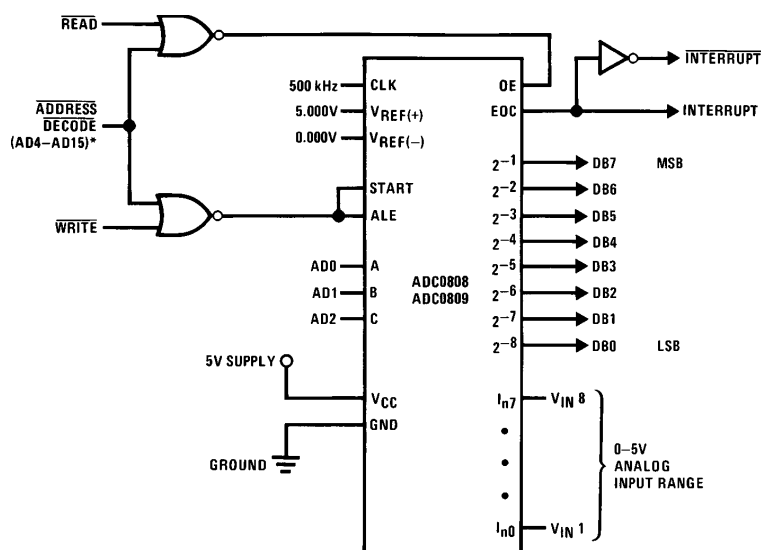 READ
ADDRESS
DECODE
(AD4–AD15)*
WRITE
500 kHz
5.000V
0.000V
CLK
VREF(+)
VREF(–)
START
ALE
AD0
AD1
AD2
A
B
C
ADC0808
ADC0809
5V SUPPLY
VCC
GND
GROUND
OE
EOC
INTERRUPT
INTERRUPT
2–1 DB7 MSB
2–2 DB6
2–3 DB5
2–4 DB4
2–5 DB3
2–6 DB2
2–7 DB1
2–8 DB0 LSB
In7 VIN 8
0–5V
ANALOG
INPUT RANGE
In0 VIN 1